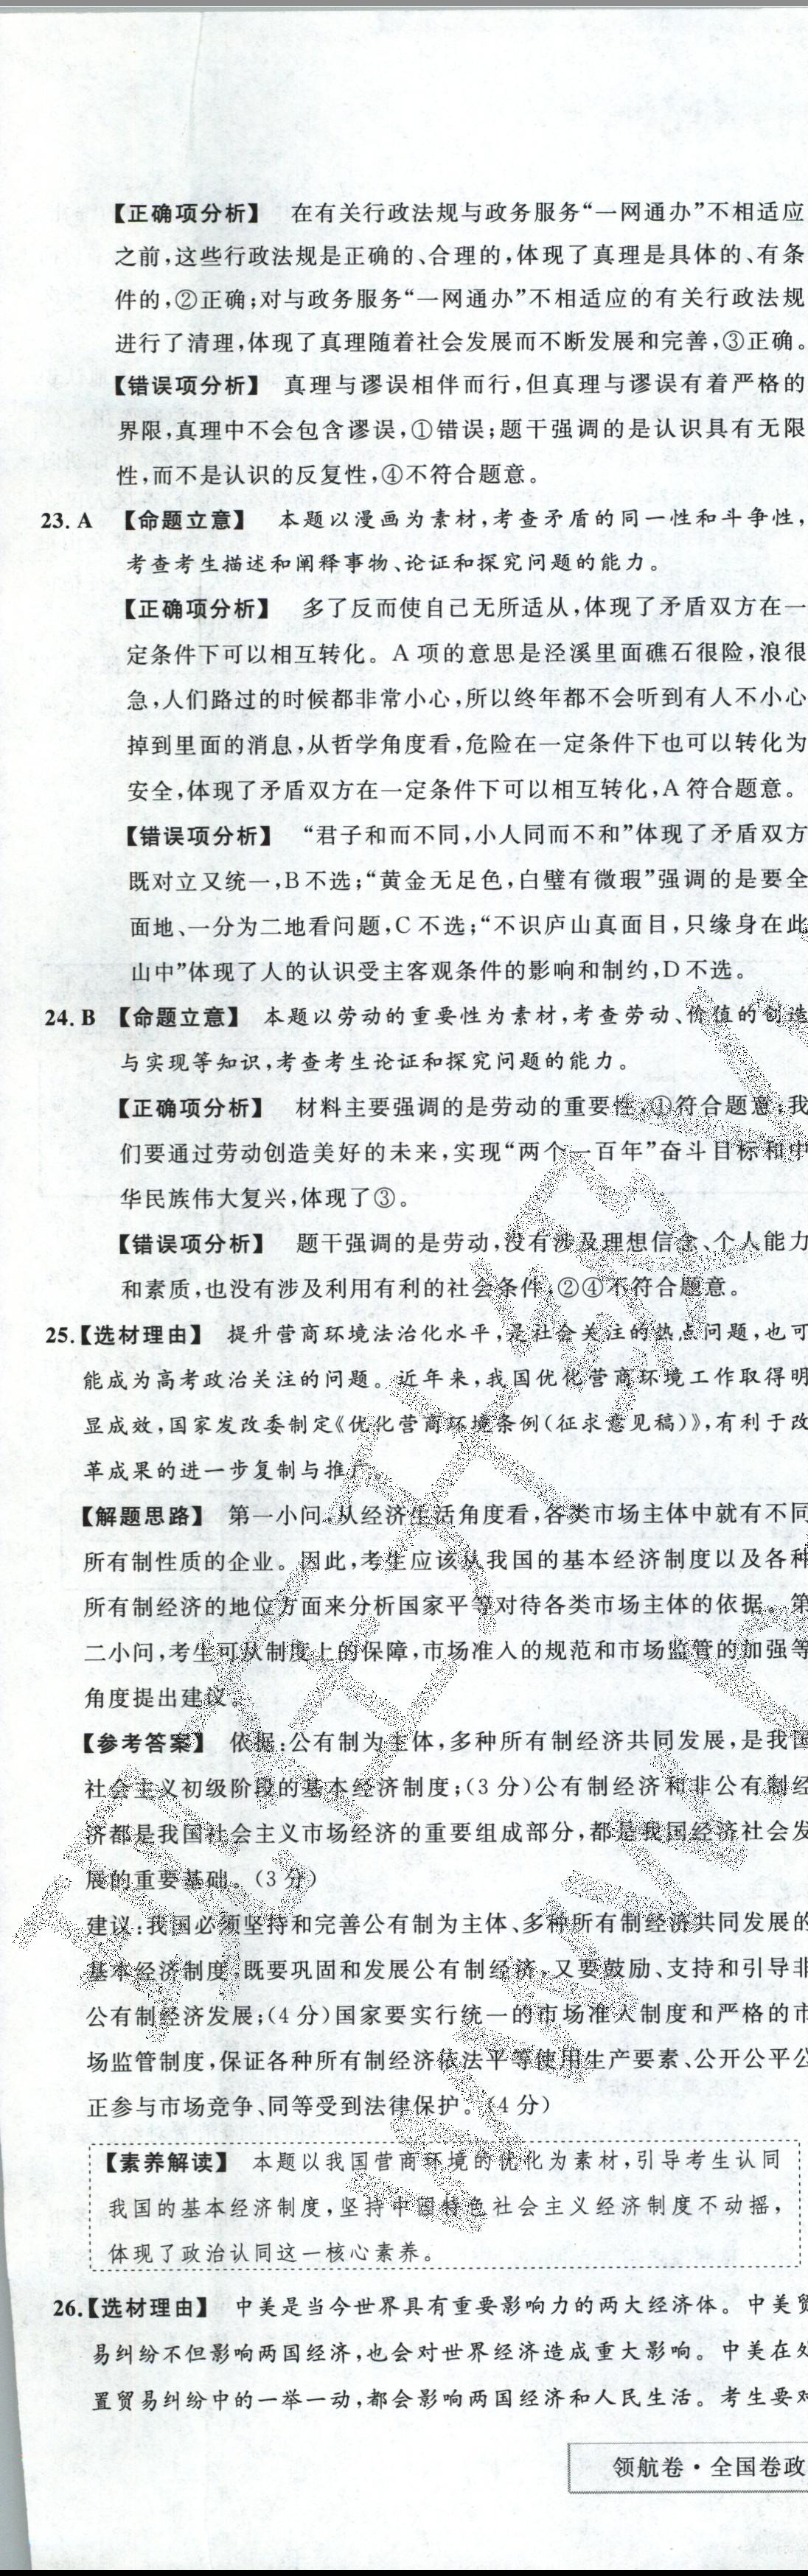 【正确项分析】 在有关行政法规与政务服务“一网通办”不相适应
之前,这些行政法规是正确的、合理的,体现了真理是具体的、有条
件的,②正确;对与政务服务“一网通办”不相适应的有关行政法规
进行了清理,体现了真理随着社会发展而不断发展和完善,③正确。
【错误项分析】 真理与谬误相伴而行,但真理与谬误有着严格的
界限,真理中不会包含谬误,①错误;题干强调的是认识具有无限
性,而不是认识的反复性,④不符合题意。
23. A 【命题立意】 本题以漫画为素材,考查矛盾的同一性和斗争性,
考查考生描述和阐释事物、论证和探究问题的能力。
【正确项分析】 多了反而使自己无所适从,体现了矛盾双方在一
定条件下可以相互转化。A 项的意思是泾溪里面礁石很险,浪很
急,人们路过的时候都非常小心,所以终年都不会听到有人不小心
掉到里面的消息,从哲学角度看,危险在一定条件下也可以转化为
安全,体现了矛盾双方在一定条件下可以相互转化,A 符合题意。
【错误项分析】 “君子和而不同,小人同而不和”体现了矛盾双方
既对立又统一,B 不选;“黄金无足色,白璧有微瑕”强调的是要全
面地、一分为二地看问题,C 不选;“不识庐山真面目,只缘身在此
山中”体现了人的认识受主客观条件的影响和制约,D 不选。
24. B 【命题立意】 本题以劳动的重要性为素材,考查劳动、价值的创造
与实现等知识,考查考生论证和探究问题的能力。
【正确项分析】 材料主要强调的是劳动的重要性,①符合题意;我
们要通过劳动创造美好的未来,实现“两个一百年”奋斗目标和中
华民族伟大复兴,体现了③。
【错误项分析】 题干强调的是劳动,没有涉及理想信念、个人能力
和素质,也没有涉及利用有利的社会条件,②④不符合题意。
25.【选材理由】 提升营商环境法治化水平,是社会关注的热点问题,也可
能成为高考政治关注的问题。近年来,我国优化营商环境工作取得明
显成效,国家发改委制定《优化营商环境条例(征求意见稿)》,有利于改
革成果的进一步复制与推广。
【解题思路】 第一小问,从经济生活角度看,各类市场主体中就有不同
所有制性质的企业。因此,考生应该从我国的基本经济制度以及各种
所有制经济的地位方面来分析国家平等对待各类市场主体的依据。第
二小问,考生可从制度上的保障,市场准入的规范和市场监管的加强等
角度提出建议。
【参考答案】 依据:公有制为主体,多种所有制经济共同发展,是我国
社会主义初级阶段的基本经济制度;(3 分)公有制经济和非公有制经
济都是我国社会主义市场经济的重要组成部分,都是我国经济社会发
展的重要基础。(3 分)
建议:我国必须坚持和完善公有制为主体、多种所有制经济共同发展的
基本经济制度,既要巩固和发展公有制经济,又要鼓励、支持和引导非
公有制经济发展;(4 分)国家要实行统一的市场准入制度和严格的市
场监管制度,保证各种所有制经济依法平等使用生产要素、公开公平公
正参与市场竞争、同等受到法律保护。(4 分)
【素养解读】 本题以我国营商环境的优化为素材,引导考生认同
我国的基本经济制度,坚持中国特色社会主义经济制度不动摇,
体现了政治认同这一核心素养。
26.【选材理由】 中美是当今世界具有重要影响力的两大经济体。中美贸
易纠纷不但影响两国经济,也会对世界经济造成重大影响。中美在处
置贸易纠纷中的一举一动,都会影响两国经济和人民生活。考生要对
领航卷·全国卷政